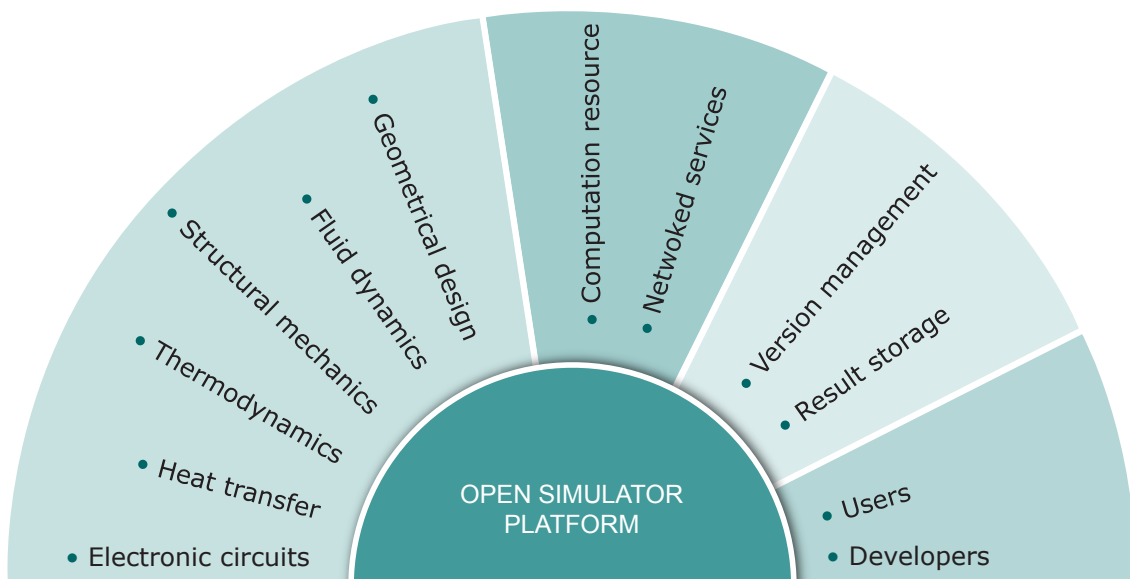 Geometrical design
Fluid dynamics
Structural mechanics
Thermodynamics
Heat transfer
Electronic circuits
Computation resource
Netwoked services
Version management
Result storage
Users
Developers
OPEN SIMULATOR
PLATFORM